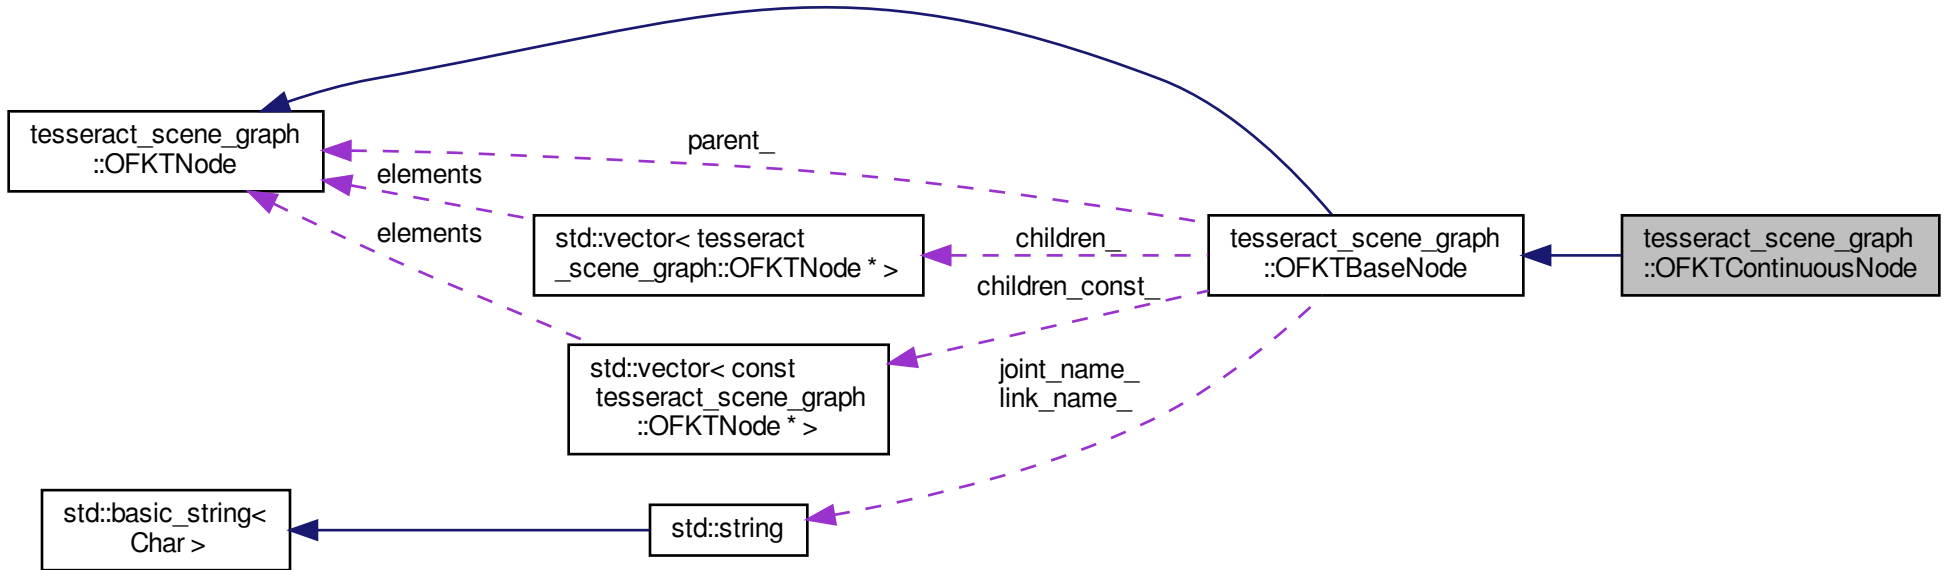 tesseract_scene_graph
::OFKTNode
parent_
elements
elements
std::vector< tesseract
_scene_graph::OFKTNode * >
children_
children_const_
tesseract_scene_graph
::OFKTBaseNode
tesseract_scene_graph
::OFKTContinuousNode
std::vector< const
tesseract_scene_graph
::OFKTNode * >
joint_name_
link_name_
std::basic_string<
Char >
std::string